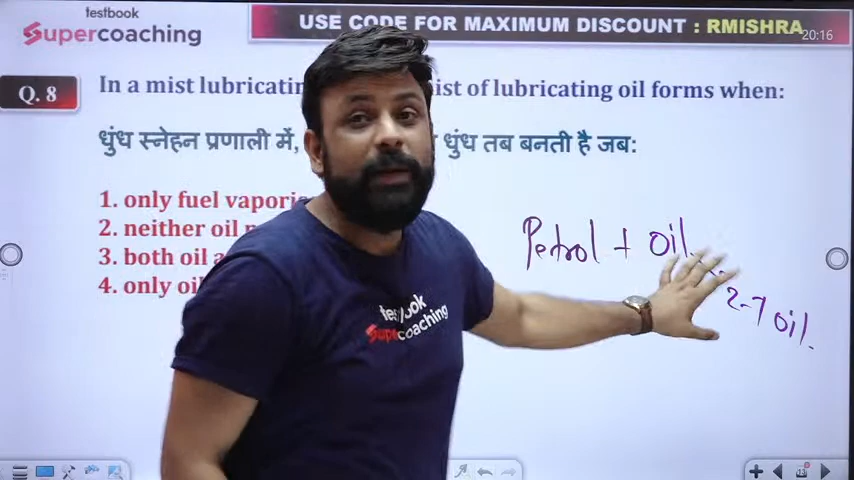 testbook
Supercoaching
USE CODE FOR MAXIMUM DISCOUNT : RMISHRA
20:16
Q. 8
In a mist lubricatin ist of lubricating oil forms when:
धुंध स्नेहन प्रणाली में, धुंध तब बनती है जब:
1. only fuel vaporis
2. neither oil
3. both oil a
4. only oil
Petrol + oil
2-7 oil.
testbook
Supercoaching